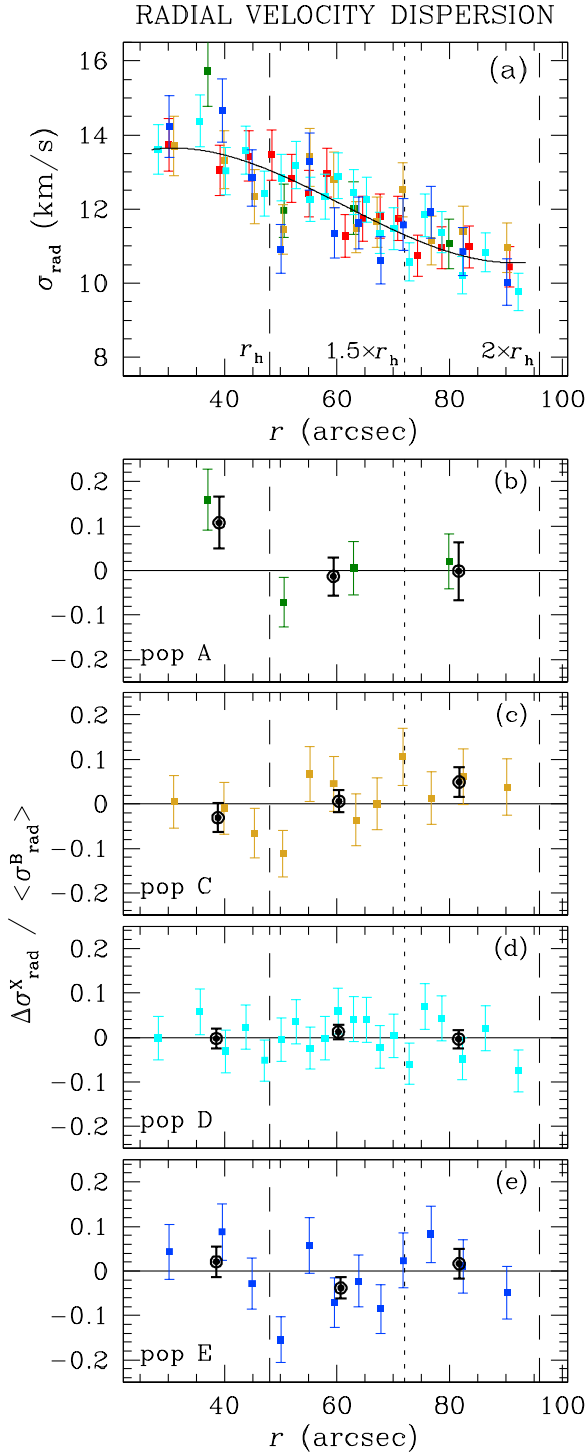 RADIAL VELOCITY DISPERSION
16
(a)
14
12
10
8
σrad (km/s)
rh
1.5×rh
2×rh
40
60
80
100
r (arcsec)
0.2
(b)
0.1
0
−0.1
−0.2
pop A
0.2
(c)
0.1
0
−0.1
−0.2
pop C
ΔσXrad / <σBrad>
0.2
(d)
0.1
0
−0.1
−0.2
pop D
0.2
(e)
0.1
0
−0.1
−0.2
pop E
40
60
80
100
r (arcsec)